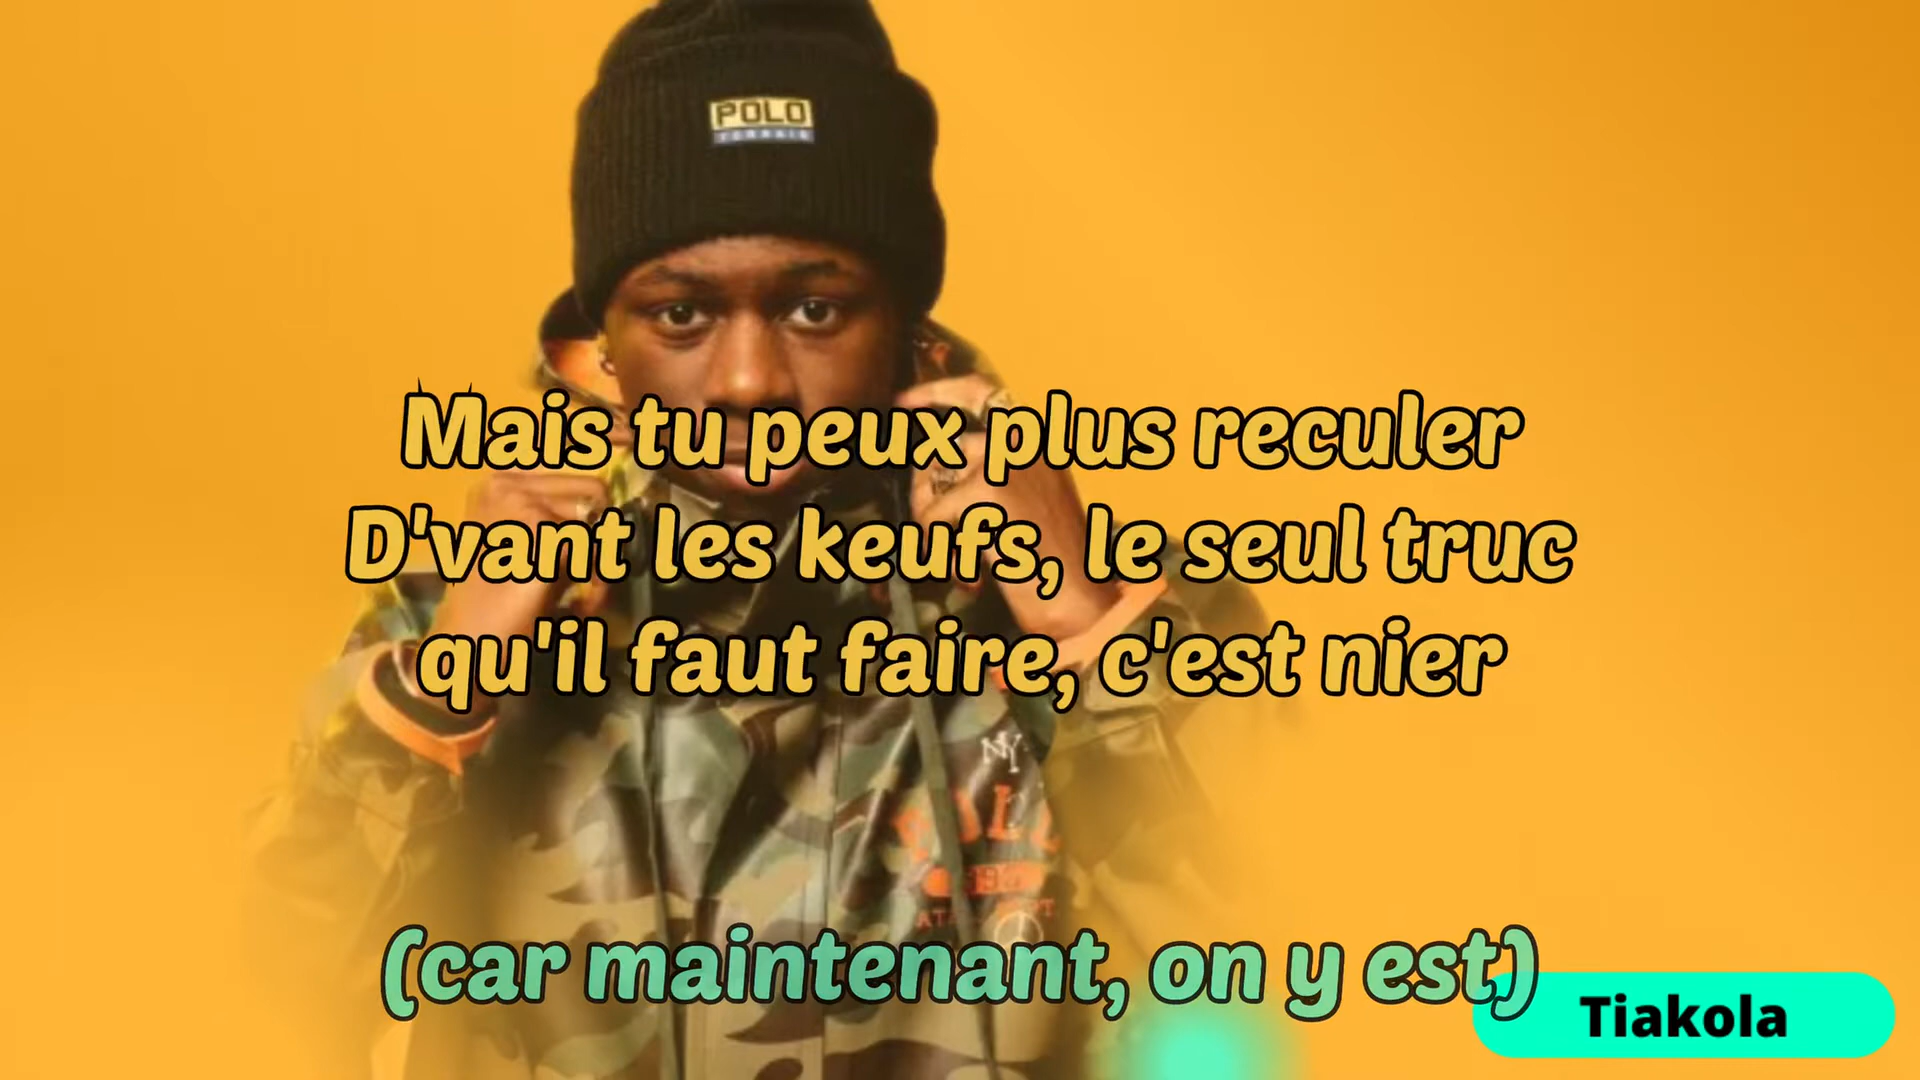 POLO
Mais tu peux plus reculer
D'vant les keufs, le seul truc
qu'il faut faire, c'est nier
NY
(car maintenant, on y est)
Tiakola